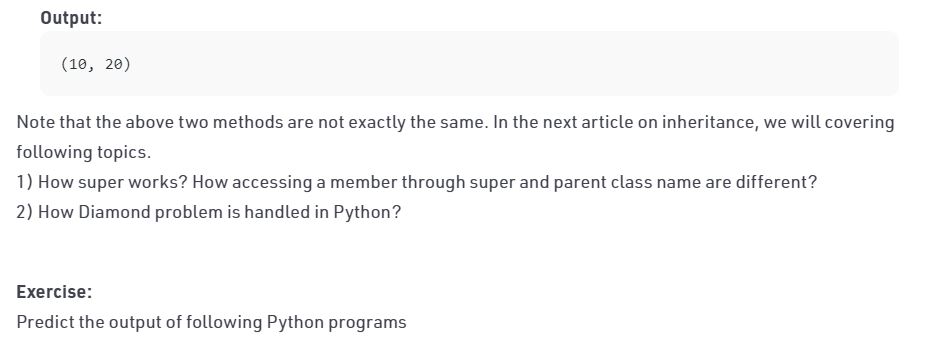 Output:
(10, 20)
Note that the above two methods are not exactly the same. In the next article on inheritance, we will covering
following topics.
1) How super works? How accessing a member through super and parent class name are different?
2) How Diamond problem is handled in Python?
Exercise:
Predict the output of following Python programs